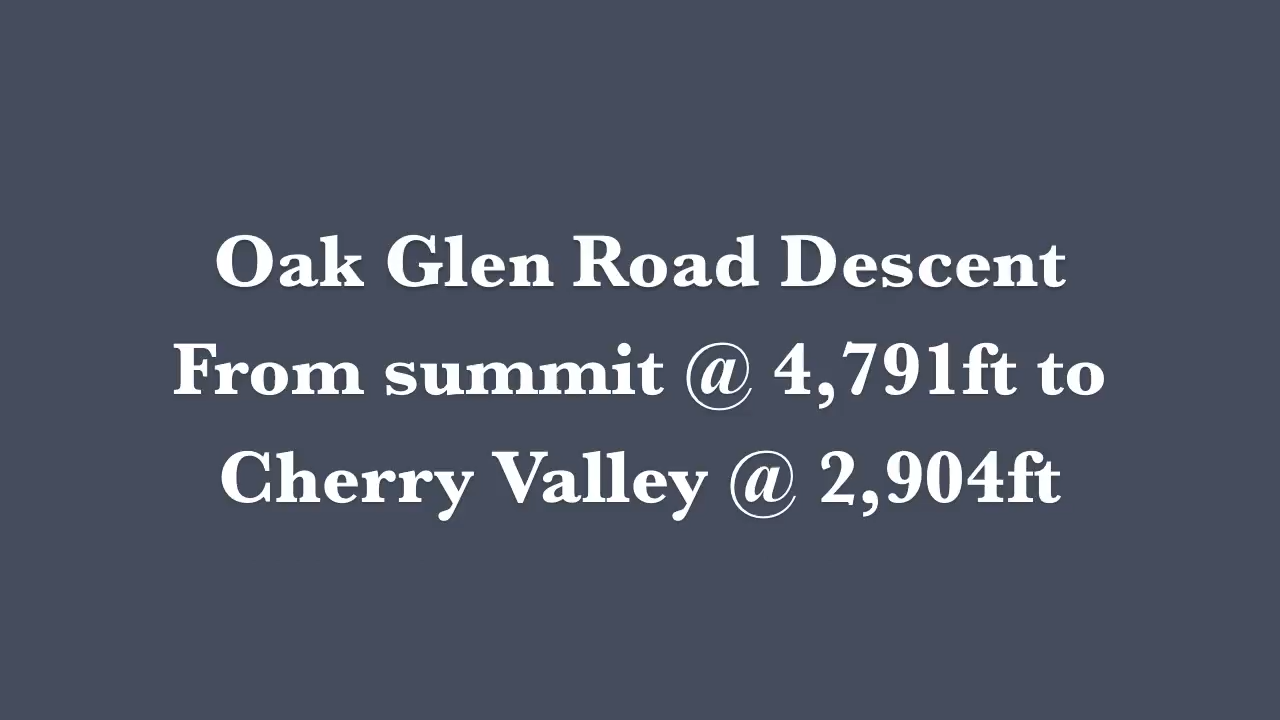 Oak Glen Road Descent
From summit @ 4,791ft to
Cherry Valley @ 2,904ft